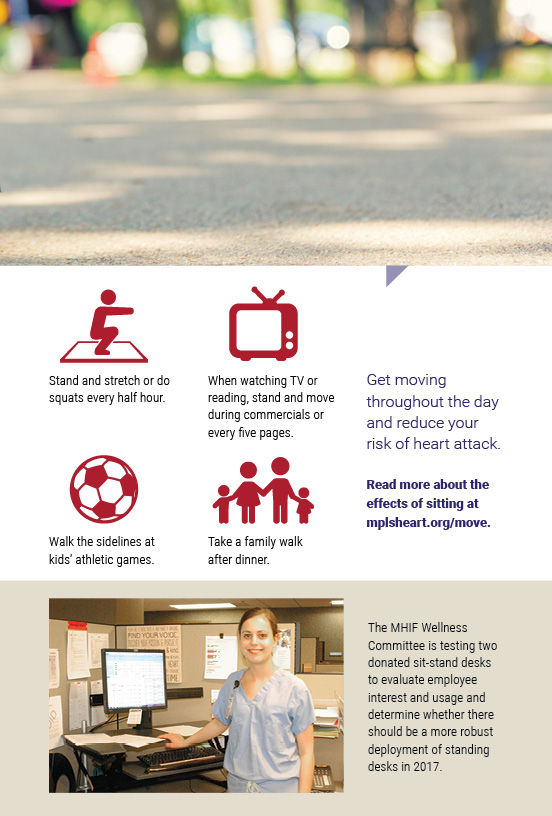 Stand and stretch or do
squats every half hour.
When watching TV or
reading, stand and move
during commercials or
every five pages.
Walk the sidelines at
kids’ athletic games.
Take a family walk
after dinner.
Get moving
throughout the day
and reduce your
risk of heart attack.
Read more about the
effects of sitting at
mplsheart.org/move.
FIND YOUR VOICE.
The MHIF Wellness
Committee is testing two
donated sit-stand desks
to evaluate employee
interest and usage and
determine whether there
should be a more robust
deployment of standing
desks in 2017.